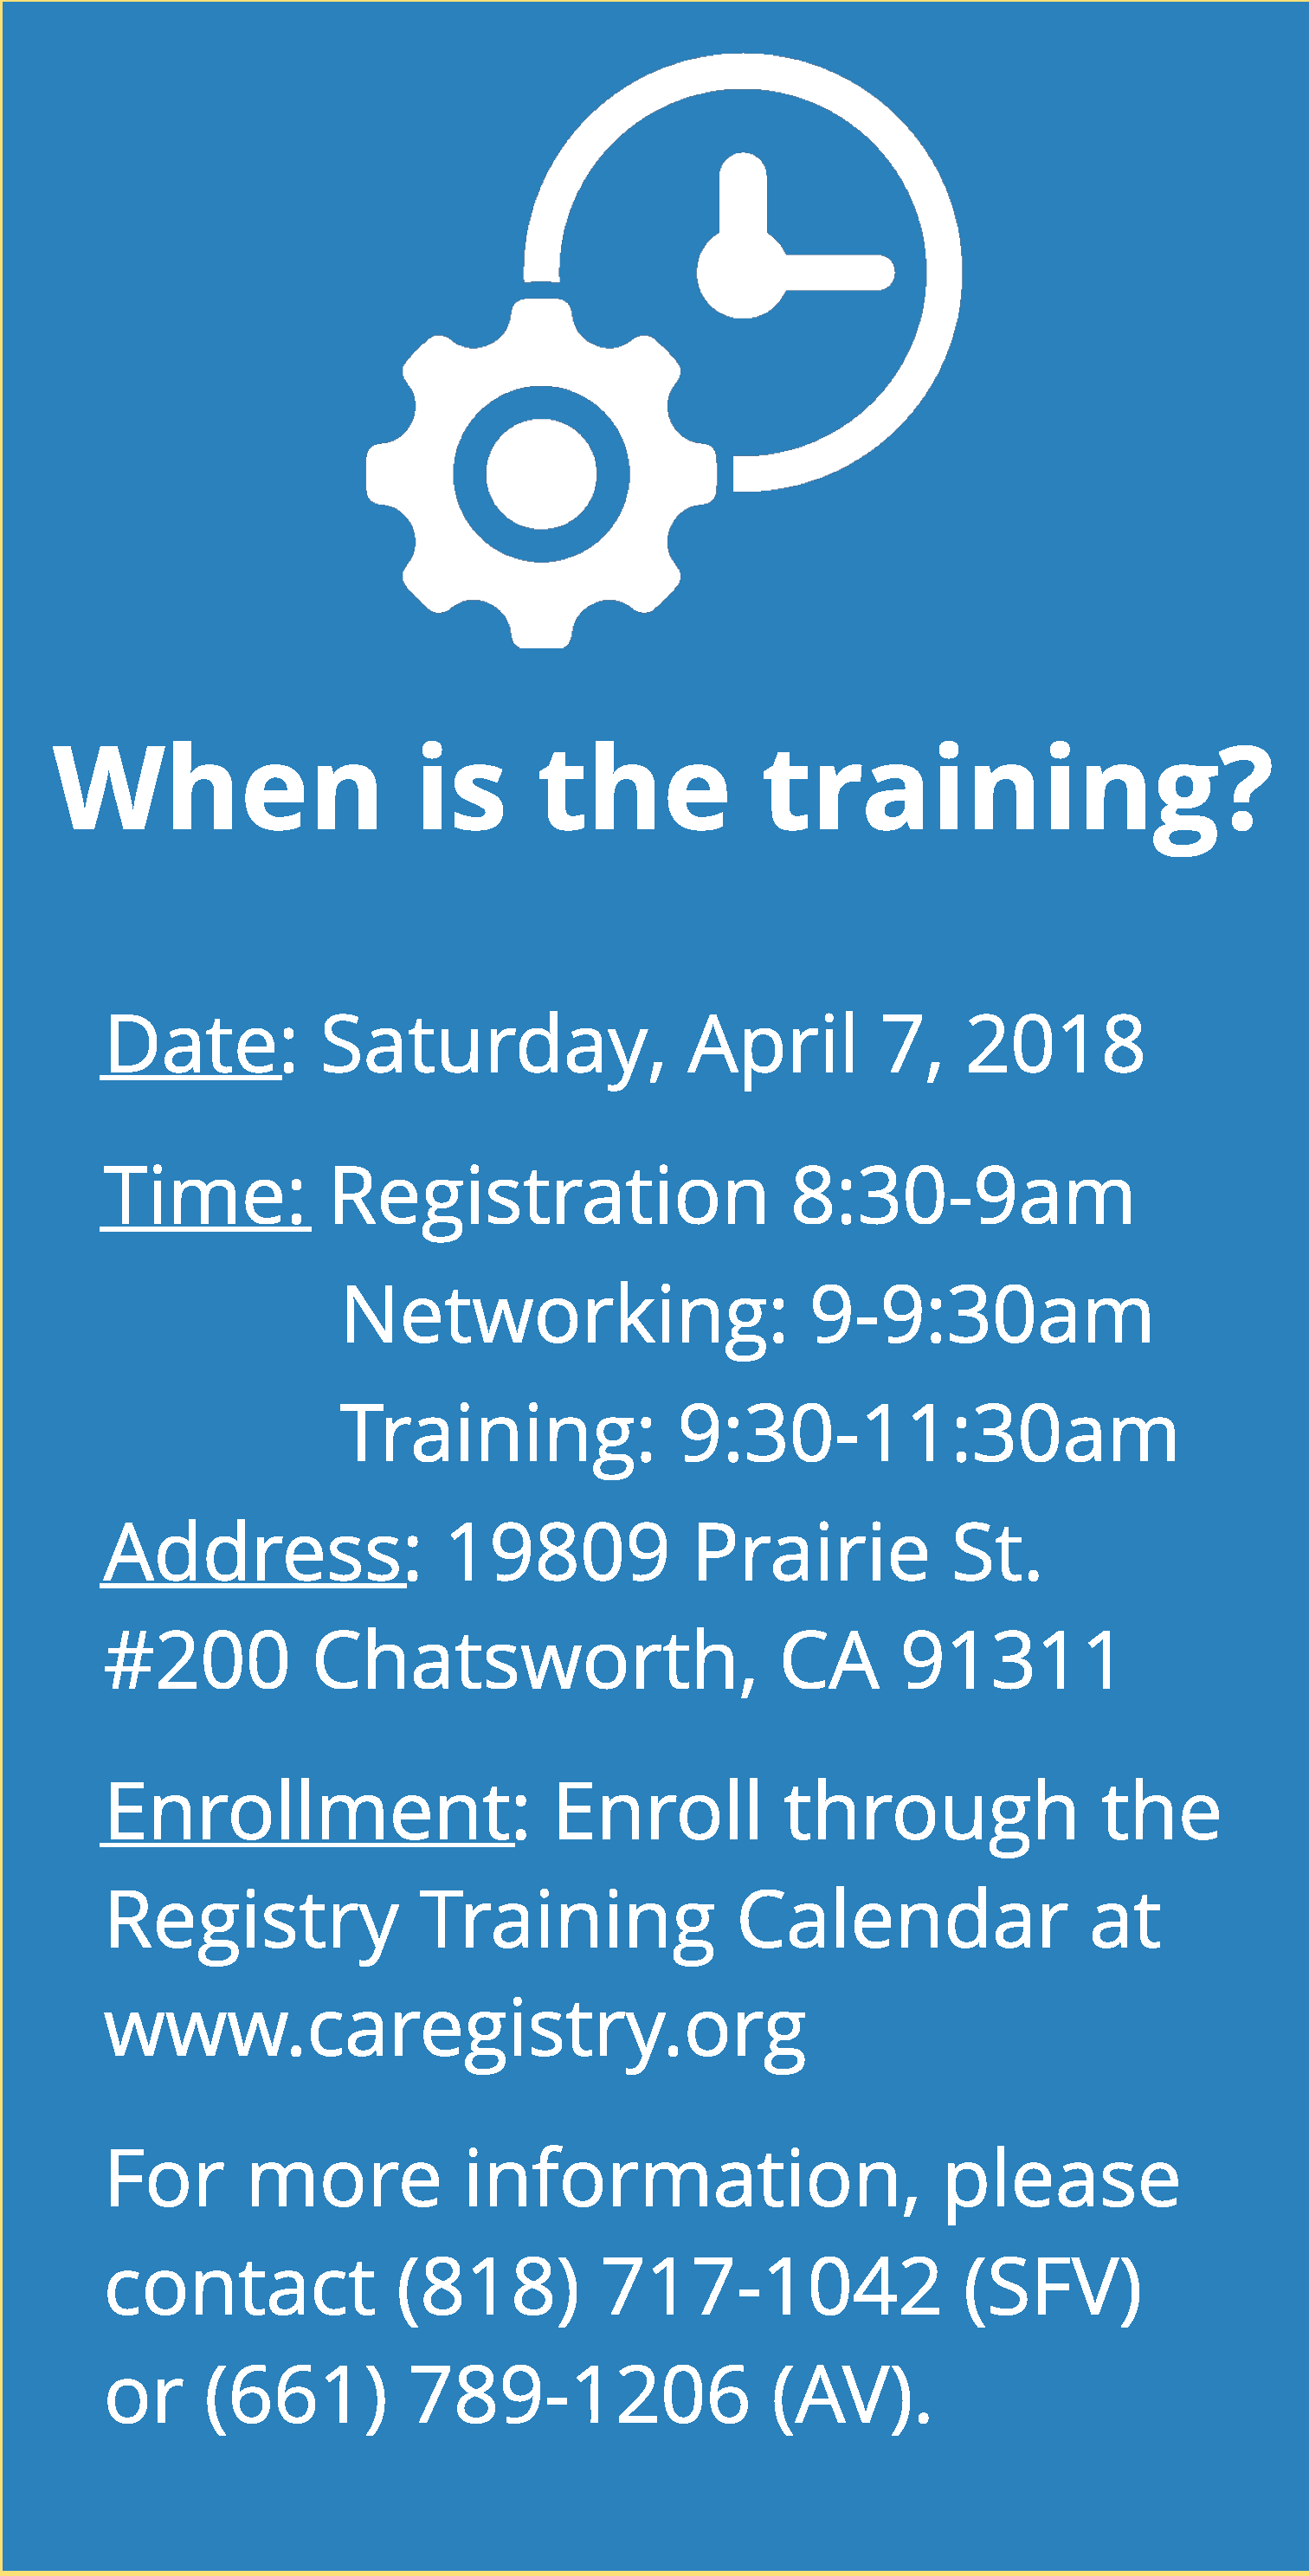 When is the training?
Date: Saturday, April 7, 2018
Time: Registration 8:30-9am
Networking: 9-9:30am
Training: 9:30-11:30am
Address: 19809 Prairie St.
#200 Chatsworth, CA 91311
Enrollment: Enroll through the
Registry Training Calendar at
www.caregistry.org
For more information, please
contact (818) 717-1042 (SFV)
or (661) 789-1206 (AV).